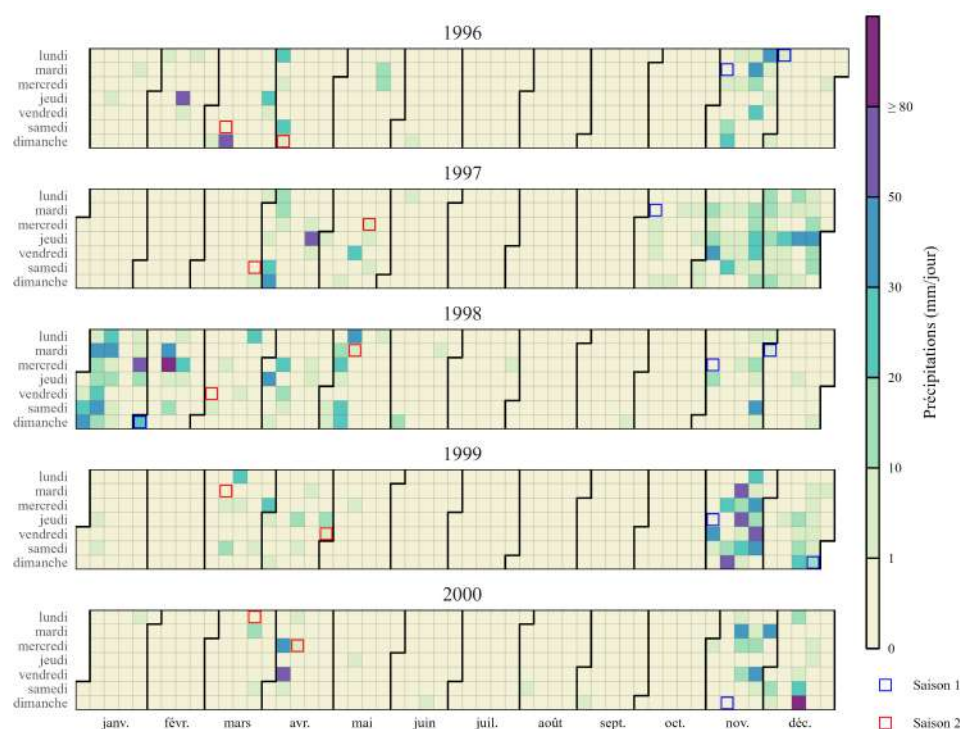 1996
lundi
mardi
mercredi
jeudi
vendredi
samedi
dimanche
1997
lundi
mardi
mercredi
jeudi
vendredi
samedi
dimanche
1998
lundi
mardi
mercredi
jeudi
vendredi
samedi
dimanche
1999
lundi
mardi
mercredi
jeudi
vendredi
samedi
dimanche
2000
lundi
mardi
mercredi
jeudi
vendredi
samedi
dimanche
janv. févr. mars avr. mai juin juil. août sept. oct. nov. déc.
≥ 80
50
30
20
10
1
0
Précipitations (mm/jour)
Saison 1
Saison 2